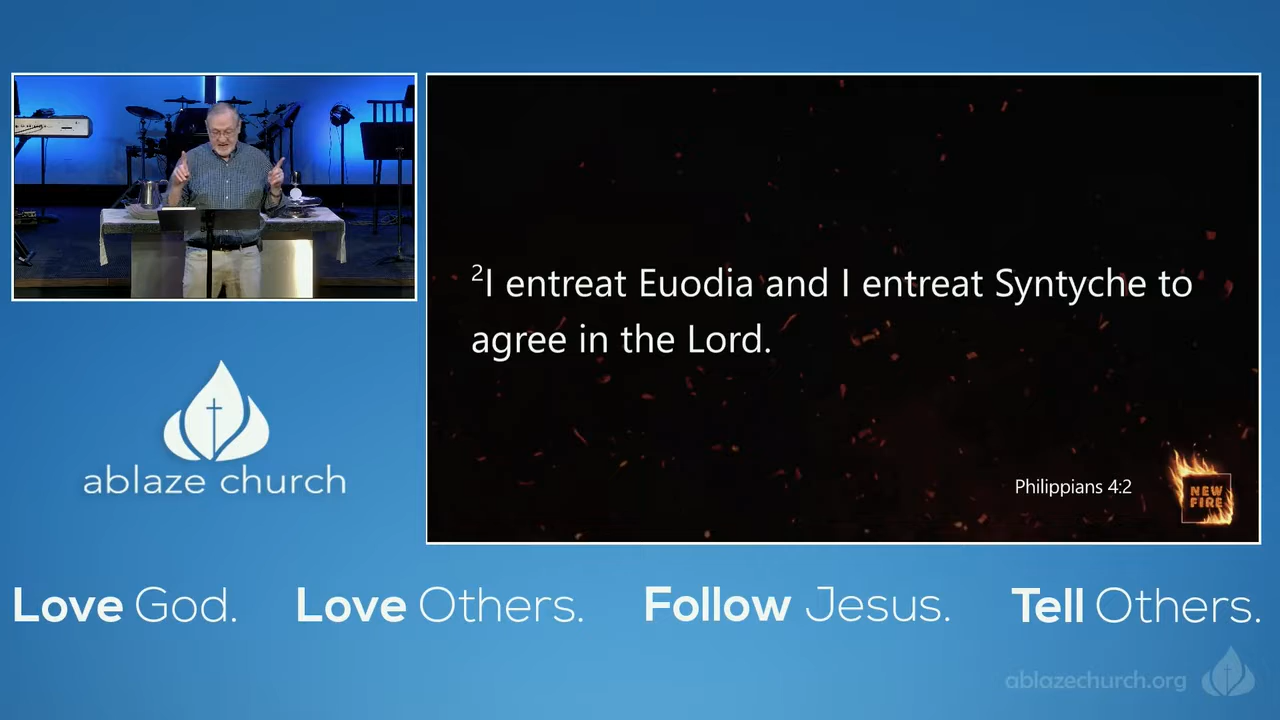 ²I entreat Euodia and I entreat Syntyche to
agree in the Lord.
Philippians 4:2
NEW
FIRE
ablaze church
Love God. Love Others. Follow Jesus. Tell Others.
ablazechurch.org